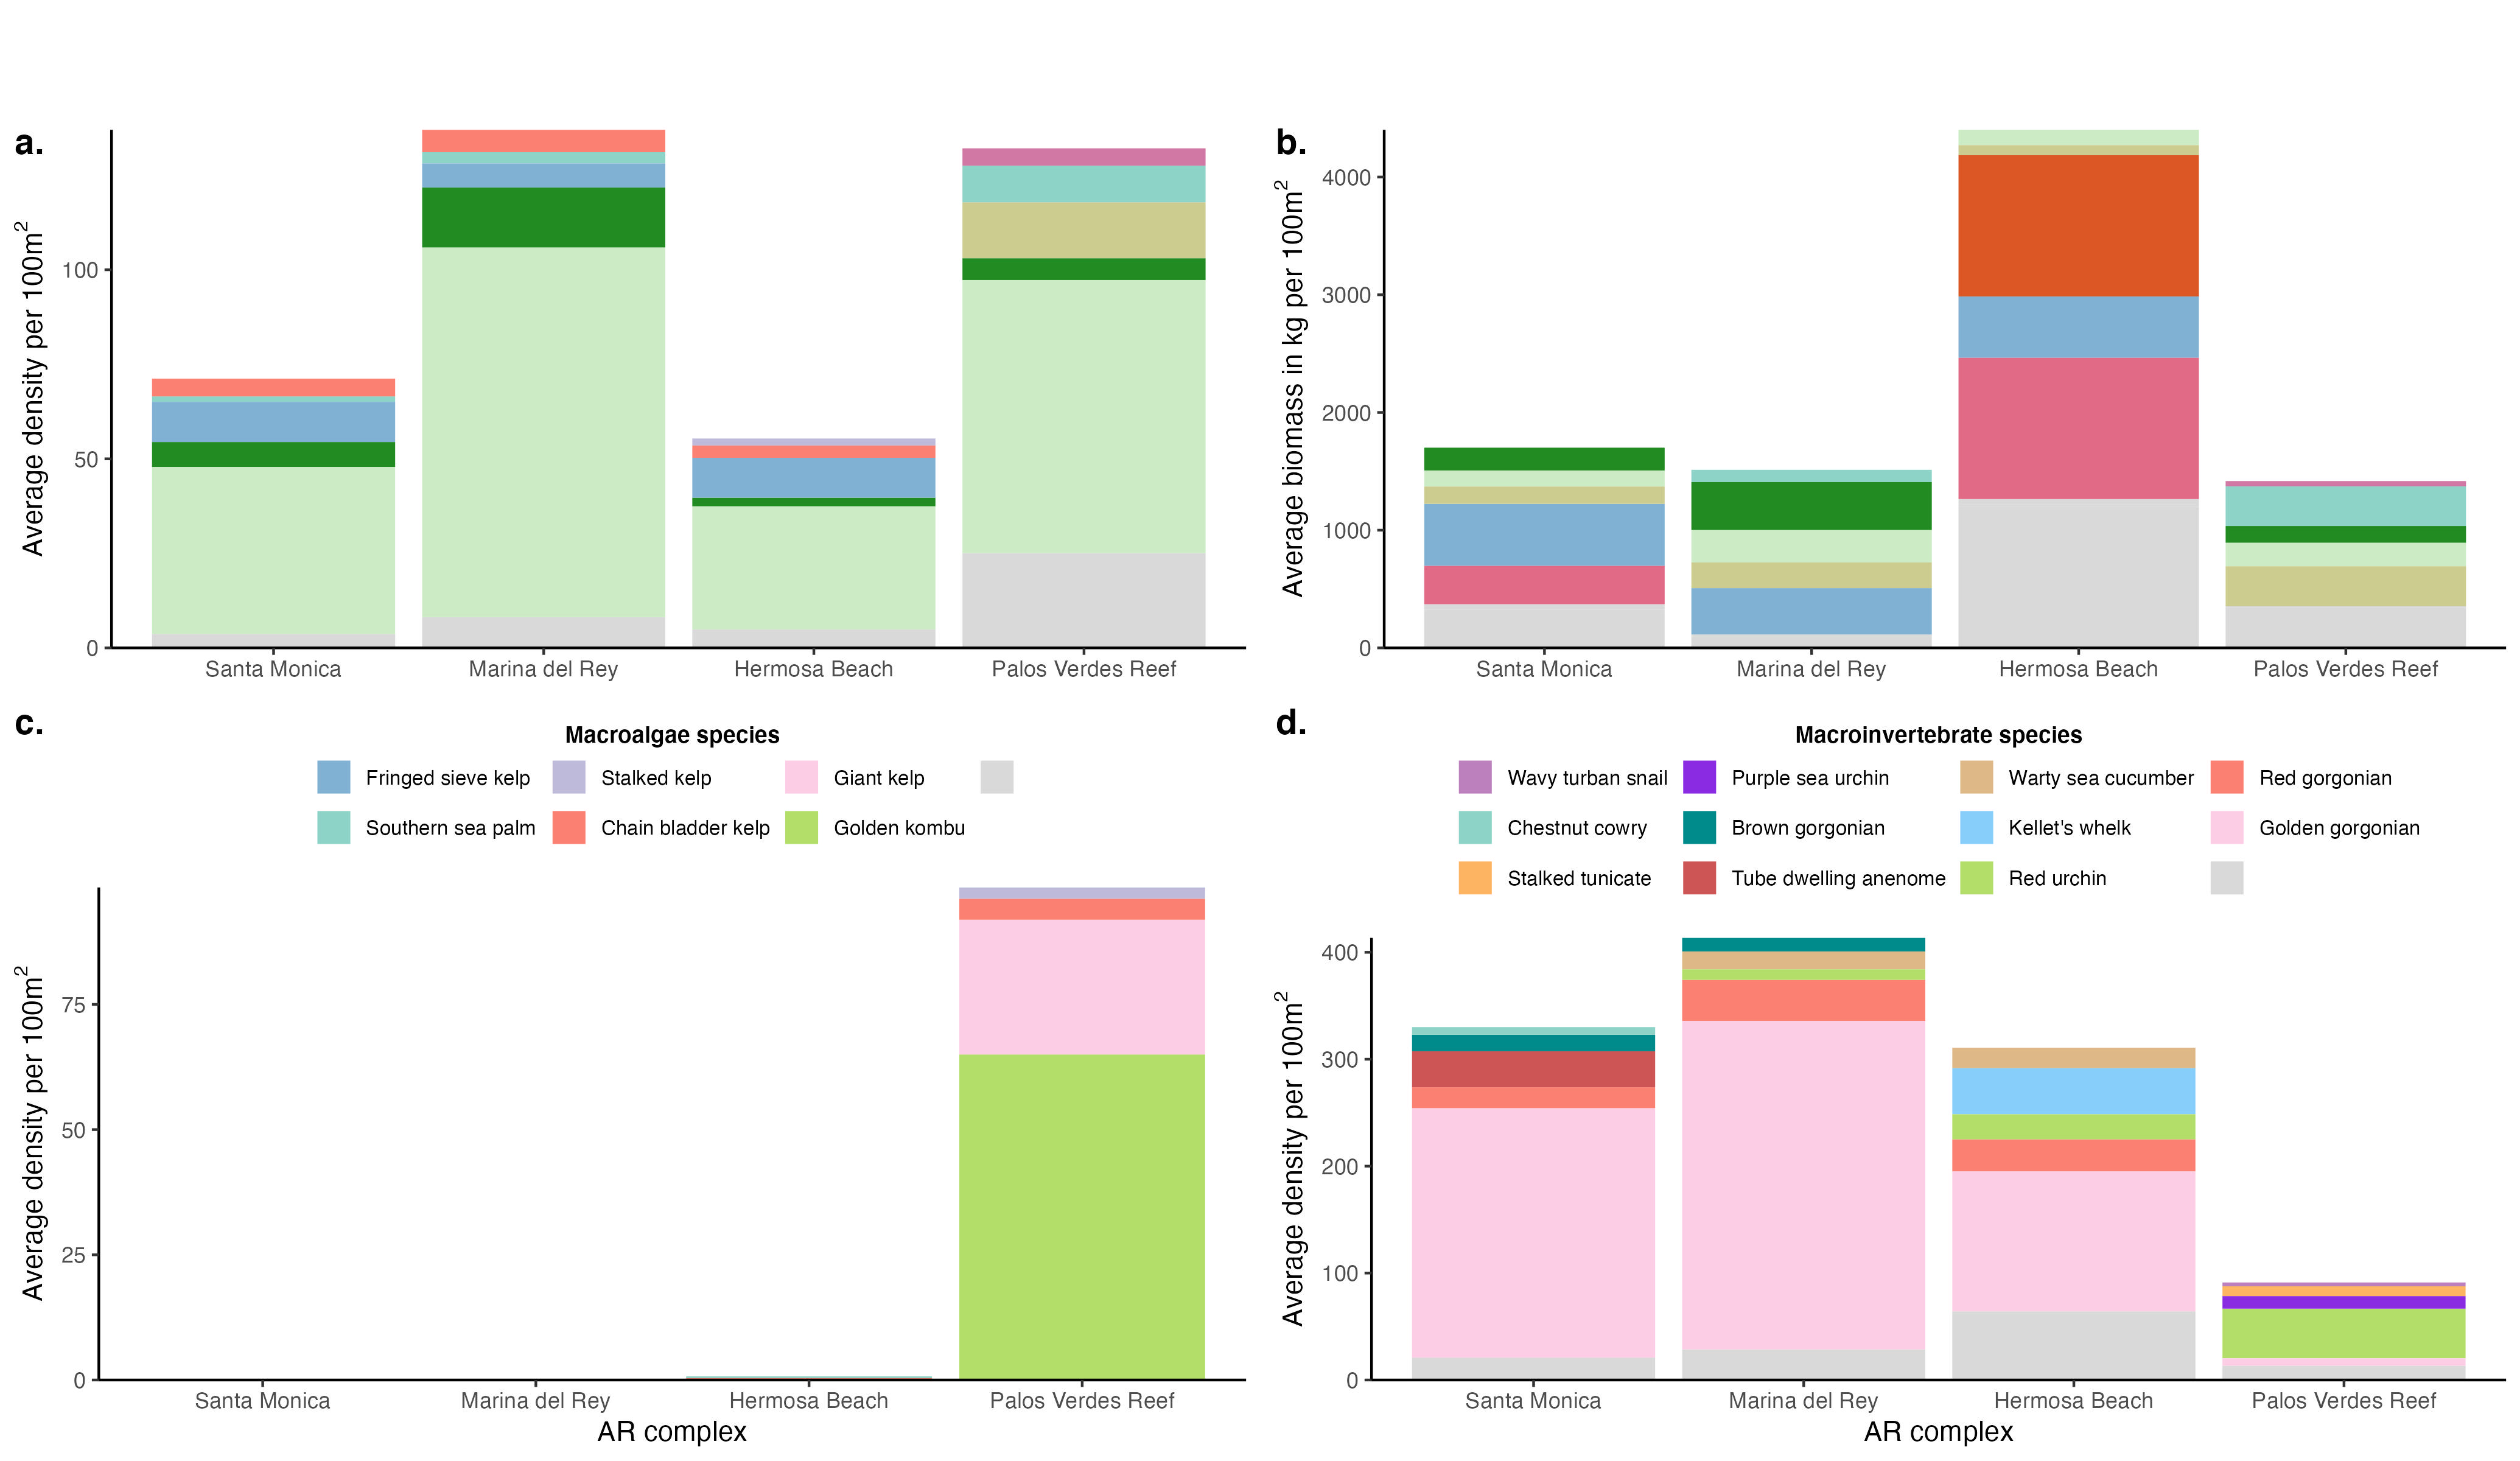 a.
Average density per 100m²
100
50
0
Santa Monica Marina del Rey Hermosa Beach Palos Verdes Reef
b.
Average biomass in kg per 100m²
4000
3000
2000
1000
0
Santa Monica Marina del Rey Hermosa Beach Palos Verdes Reef
c.
Macroalgae species
Fringed sieve kelp Stalked kelp Giant kelp
Southern sea palm Chain bladder kelp Golden kombu
Average density per 100m²
75
50
25
0
Santa Monica Marina del Rey Hermosa Beach Palos Verdes Reef
AR complex
d.
Macroinvertebrate species
Wavy turban snail Purple sea urchin Warty sea cucumber Red gorgonian
Chestnut cowry Brown gorgonian Kellet's whelk Golden gorgonian
Stalked tunicate Tube dwelling anenome Red urchin
Average density per 100m²
400
300
200
100
0
Santa Monica Marina del Rey Hermosa Beach Palos Verdes Reef
AR complex